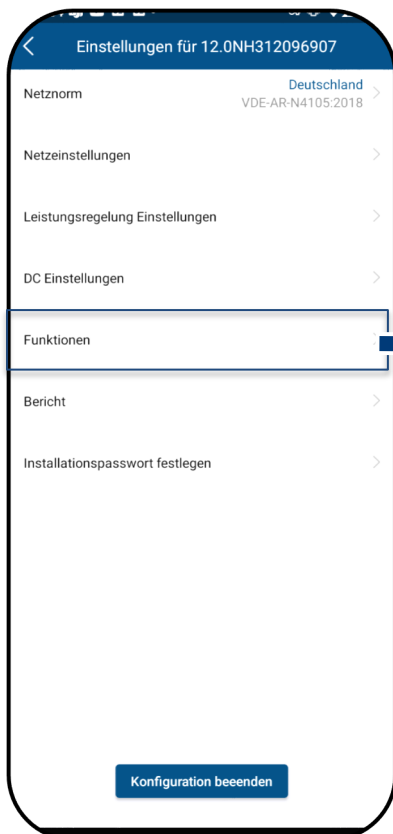 Einstellungen für 12.0NH312096907
Netznorm
Deutschland
VDE-AR-N4105:2018
Netzeinstellungen
Leistungsregelung Einstellungen
DC Einstellungen
Funktionen
Bericht
Installationspasswort festlegen
Konfiguration beeenden